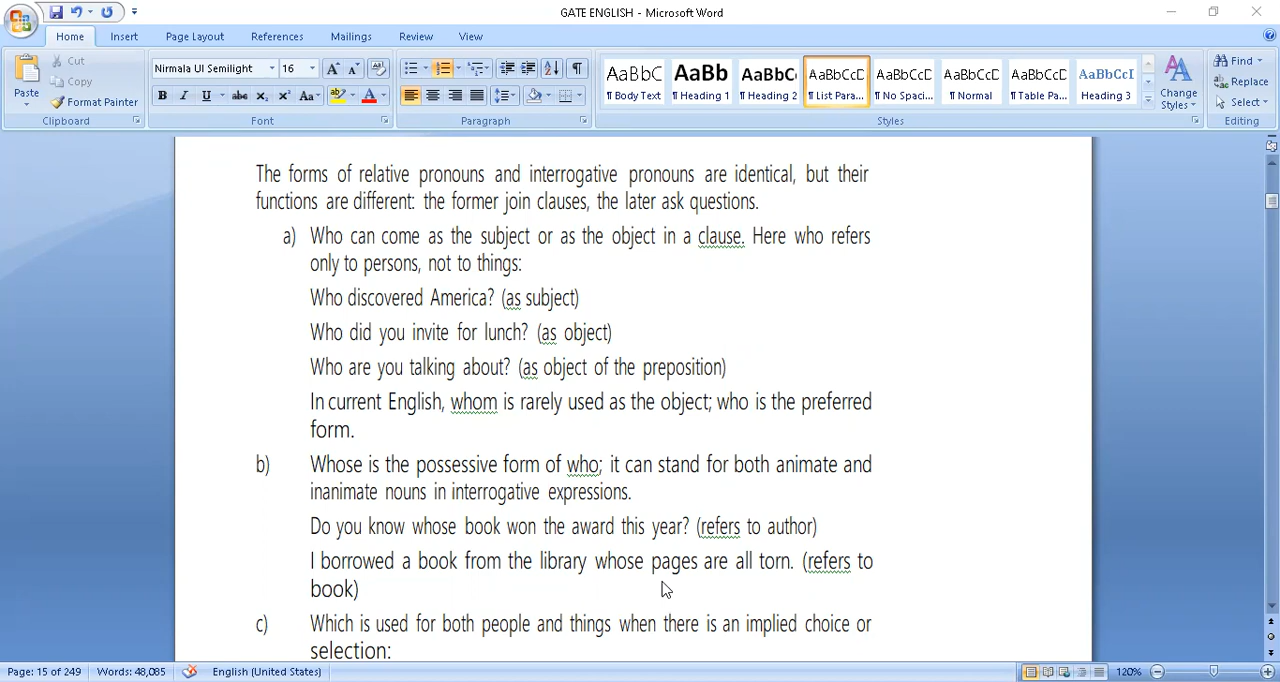 GATE ENGLISH - Microsoft Word
Home Insert Page Layout References Mailings Review View
Paste
Cut
Copy
Format Painter
Clipboard
Nirmala UI Semilight 16
B I U abc x₂ x² Aa
Font
Paragraph
AaBbC AaBb AaBbC AaBbCcD AaBbCcD AaBbCcD AaBbCcD AaBbCcI
¶ Body Text Heading 1 Heading 2 ¶ List Para... ¶ No Spaci... ¶ Normal ¶ Table Pa... Heading 3
Styles
Change
Styles
Find
Replace
Select
Editing
The forms of relative pronouns and interrogative pronouns are identical, but their
functions are different: the former join clauses, the later ask questions.
a) Who can come as the subject or as the object in a clause. Here who refers
only to persons, not to things:
Who discovered America? (as subject)
Who did you invite for lunch? (as object)
Who are you talking about? (as object of the preposition)
In current English, whom is rarely used as the object; who is the preferred
form.
b) Whose is the possessive form of who; it can stand for both animate and
inanimate nouns in interrogative expressions.
Do you know whose book won the award this year? (refers to author)
I borrowed a book from the library whose pages are all torn. (refers to
book)
c) Which is used for both people and things when there is an implied choice or
selection:
Page: 15 of 249 Words: 48,085 English (United States) 120%